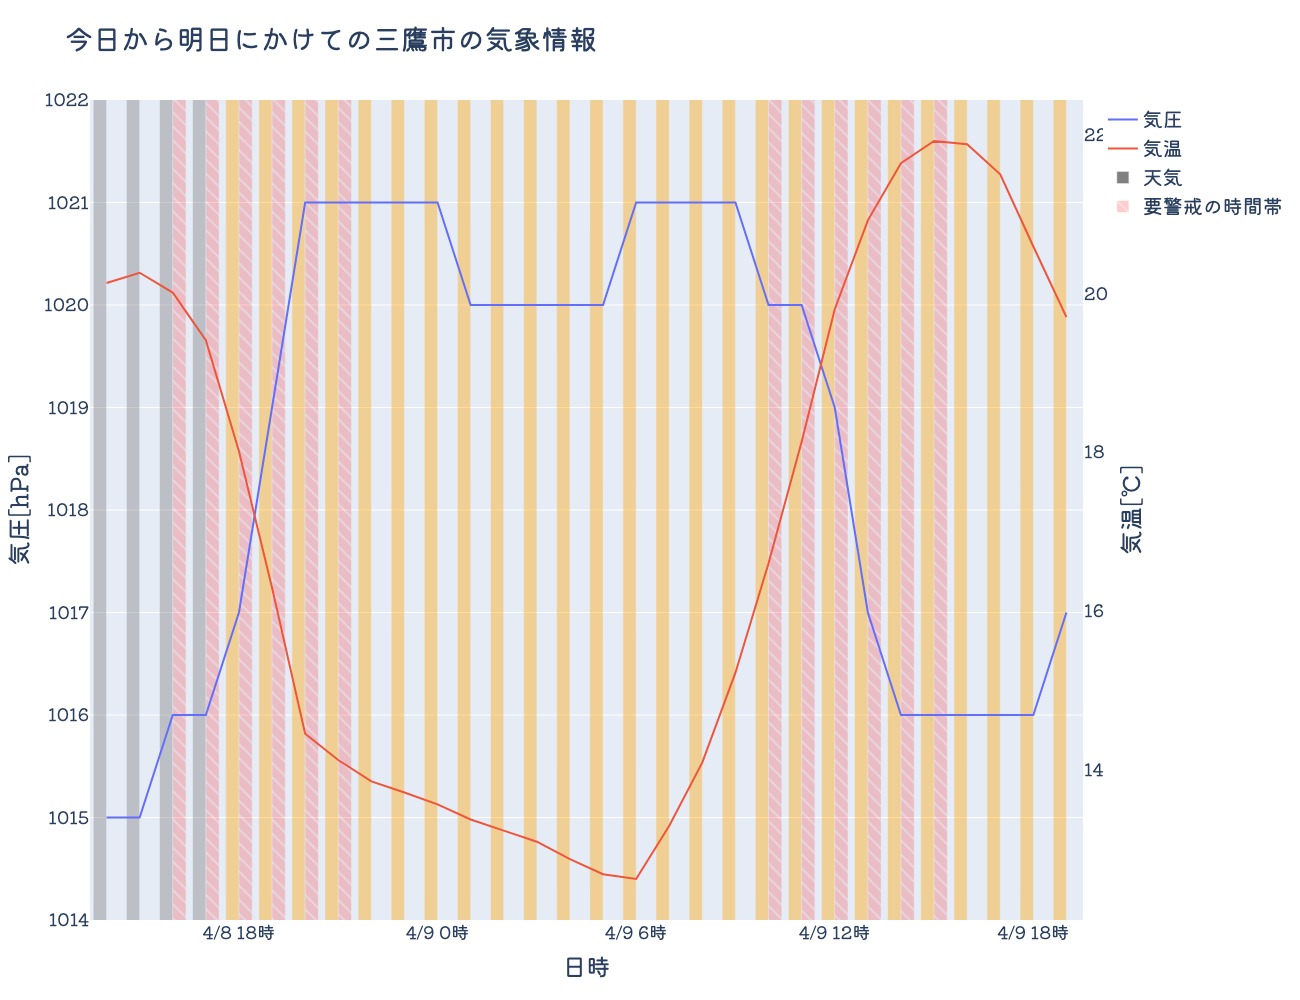 今日から明日にかけての三鷹市の気象情報
1022
1021
1020
1019
1018
1017
1016
1015
1014
気圧[hPa]
4/8 18時
4/9 0時
4/9 6時
4/9 12時
4/9 18時
日時
22
20
18
16
14
気温[℃]
気圧
気温
天気
要警戒の時間帯